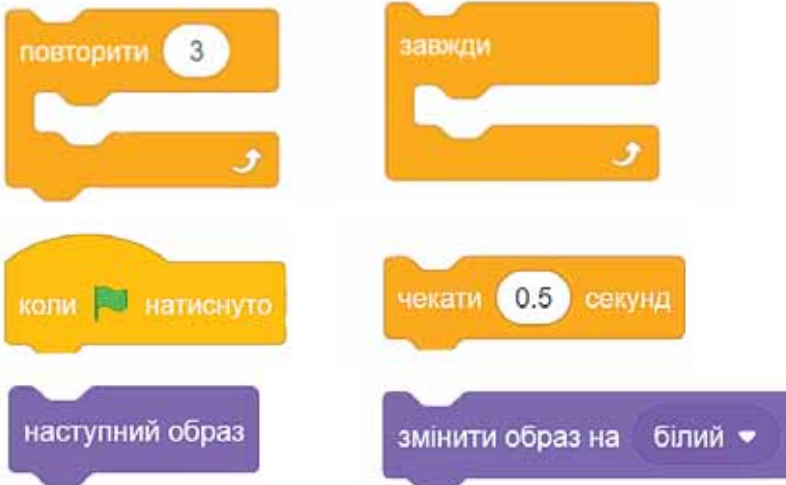 повторити 3
завжди
коли натиснуто
чекати 0.5 секунд
наступний образ
змінити образ на білий